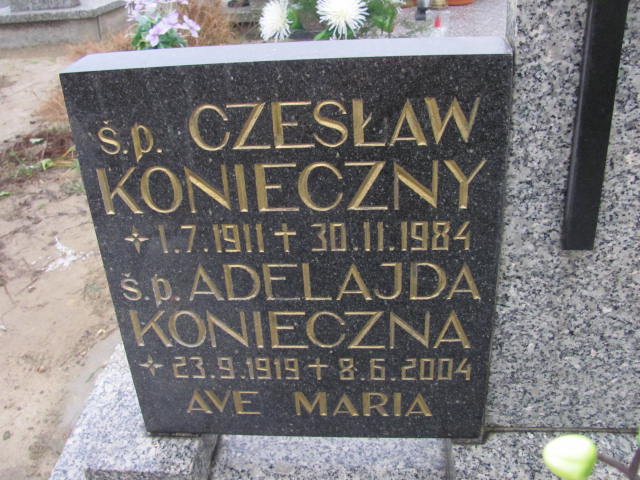 ś.p. CZESŁAW
KONIECZNY
✧ 1.7.1911 ✝ 30.11.1984
ś.p. ADELAJDA
KONIECZNA
✧ 23.9.1919 ✝ 8.6.2004
AVE MARIA